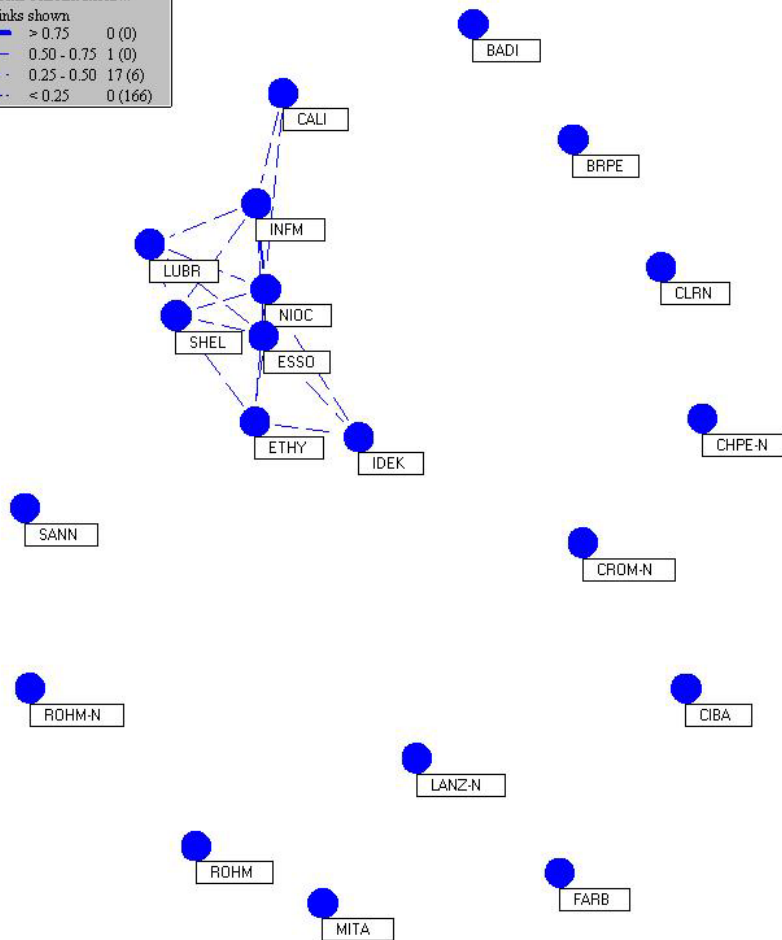 inks shown
> 0.75 0 (0)
0.50 - 0.75 1 (0)
0.25 - 0.50 17 (6)
< 0.25 0 (166)
BADI
CALI
BRPE
INFM
LUBR
CLRN
NIOC
SHEL
ESSO
CHPE-N
ETHY
IDEK
SANN
CROM-N
ROHM-N
CIBA
LANZ-N
ROHM
FARB
MITA